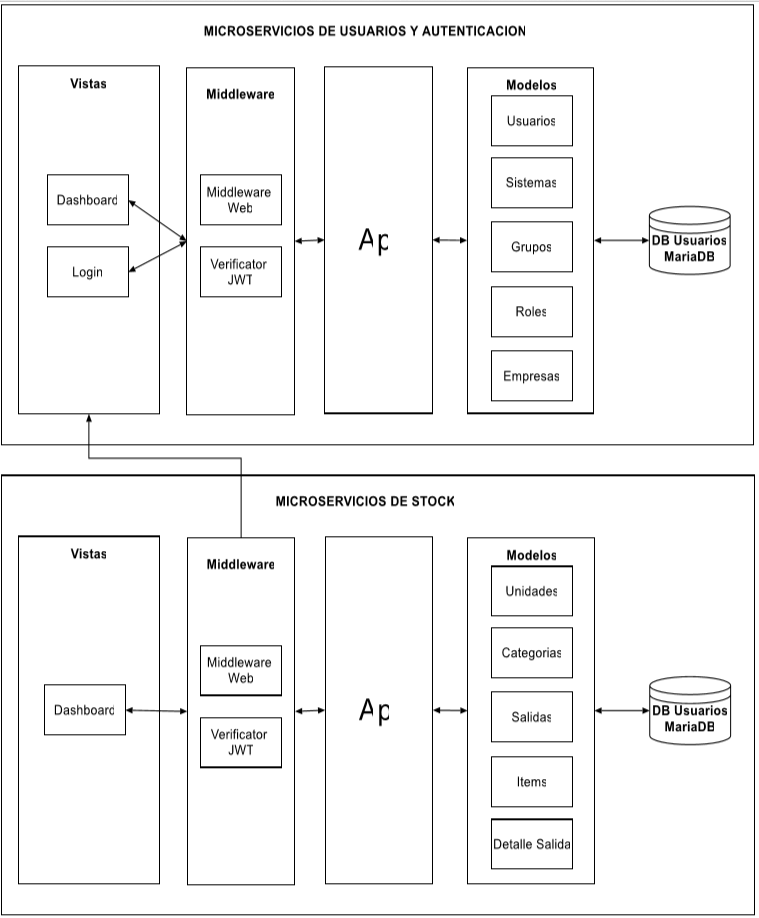 MICROSERVICIOS DE USUARIOS Y AUTENTICACION
Vistas
Dashboard
Login
Middleware
Middleware
Web
Verificator
JWT
Ap
Modelos
Usuarios
Sistemas
Grupos
Roles
Empresas
DB Usuarios
MariaDB
MICROSERVICIOS DE STOCK
Vistas
Dashboard
Middleware
Middleware
Web
Verificator
JWT
Ap
Modelos
Unidades
Categorias
Salidas
Items
Detalle Salida
DB Usuarios
MariaDB